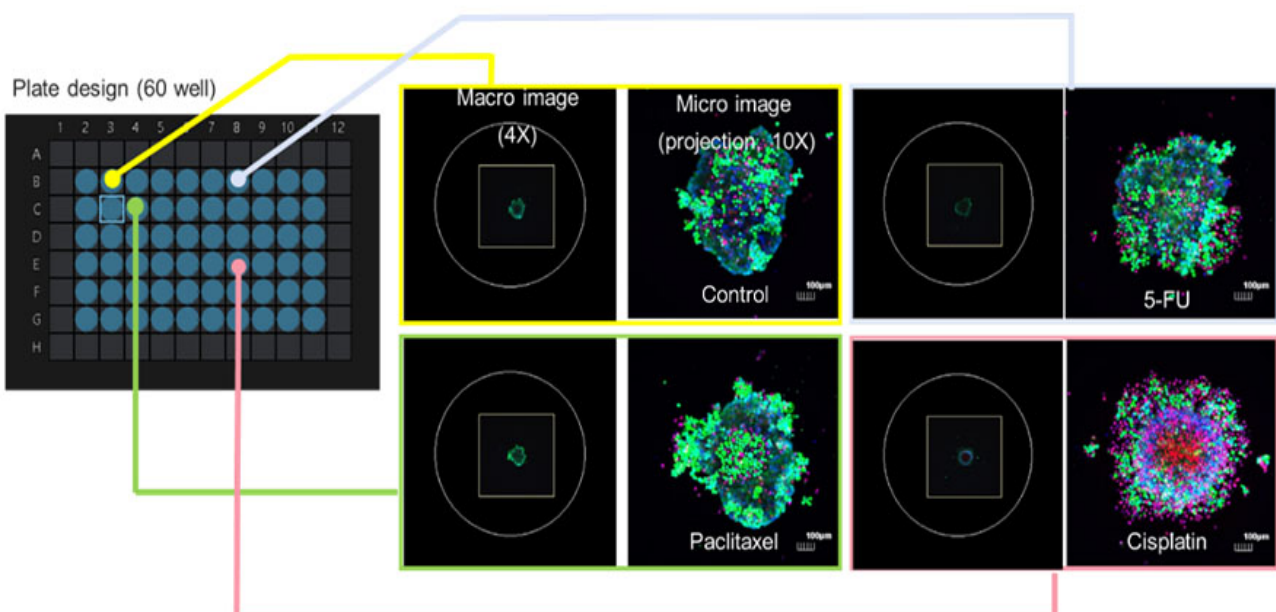 Plate design (60 well)
1 2 3 4 5 6 7 8 9 10 11 12
A
B
C
D
E
F
G
H
Macro image
(4X)
Micro image
(projection, 10X)
Control
100μm
5-FU
100μm
Paclitaxel
100μm
Cisplatin
100μm